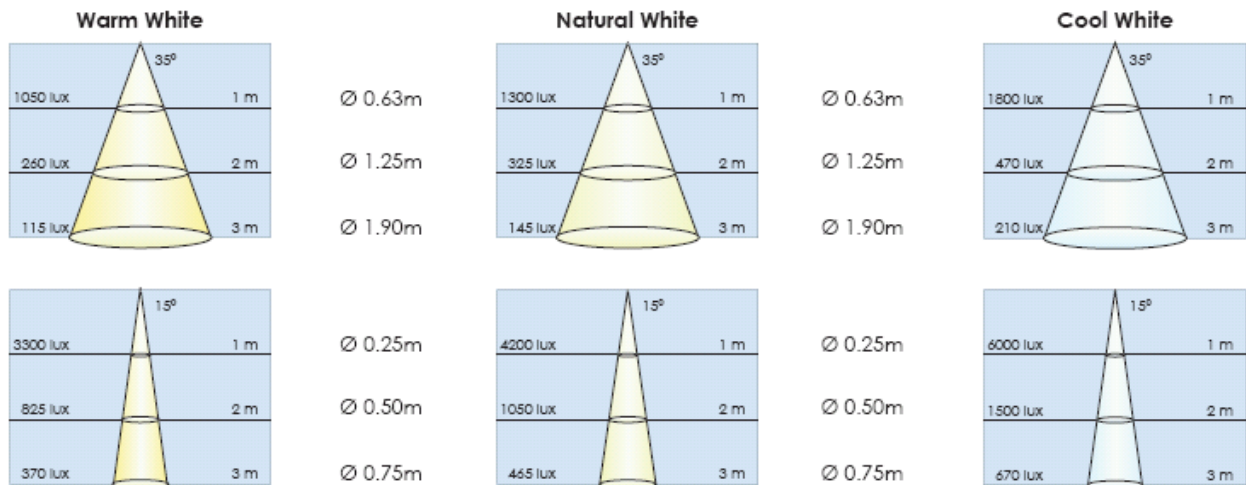 Warm White Natural White Cool White
35⁰ 35⁰ 35⁰
1050 lux 1 m Ø 0.63m 1300 lux 1 m Ø 0.63m 1800 lux 1 m
260 lux 2 m Ø 1.25m 325 lux 2 m Ø 1.25m 470 lux 2 m
115 lux 3 m Ø 1.90m 145 lux 3 m Ø 1.90m 210 lux 3 m
15⁰ 15⁰ 15⁰
3300 lux 1 m Ø 0.25m 4200 lux 1 m Ø 0.25m 6000 lux 1 m
825 lux 2 m Ø 0.50m 1050 lux 2 m Ø 0.50m 1500 lux 2 m
370 lux 3 m Ø 0.75m 465 lux 3 m Ø 0.75m 670 lux 3 m